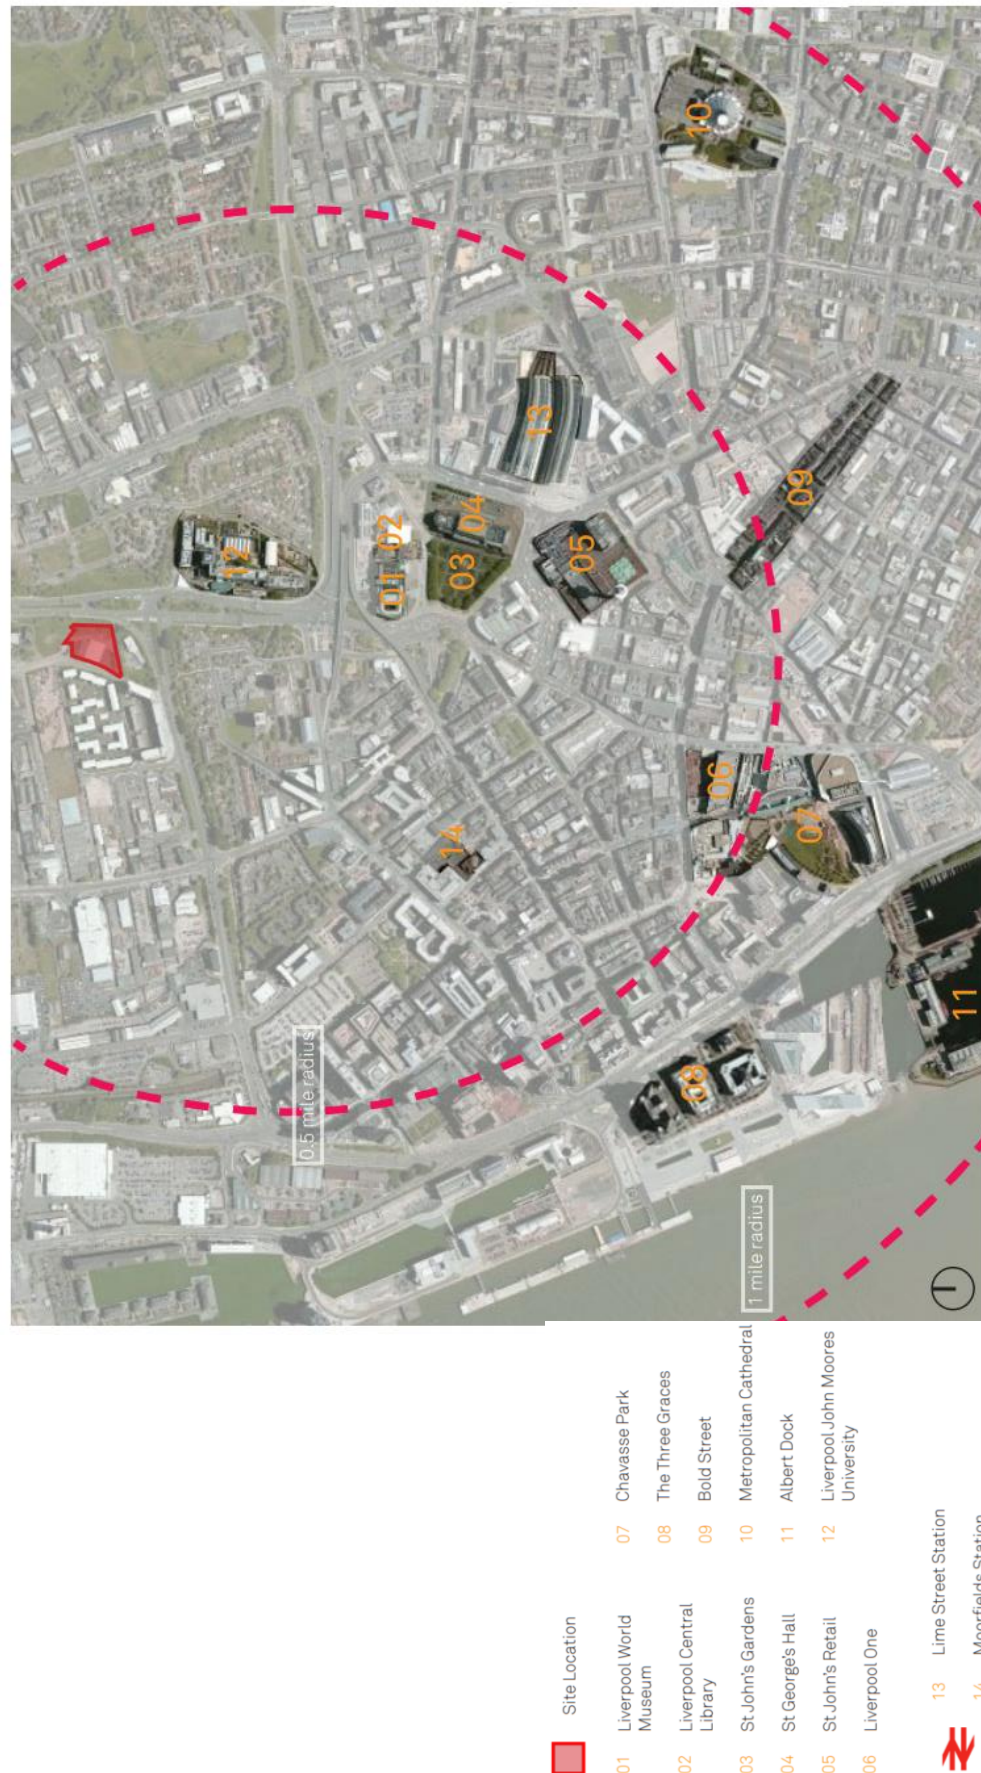 10
13
12
02
04
09
01
03
05
06
14
07
11
08
0.5 mile radius
1 mile radius
Site Location
01 Liverpool World
Museum
02 Liverpool Central
Library
03 St John's Gardens
04 St George's Hall
05 St John's Retail
06 Liverpool One
07 Chavasse Park
08 The Three Graces
09 Bold Street
10 Metropolitan Cathedral
11 Albert Dock
12 Liverpool John Moores
University
13 Lime Street Station
14 Moorfields Station